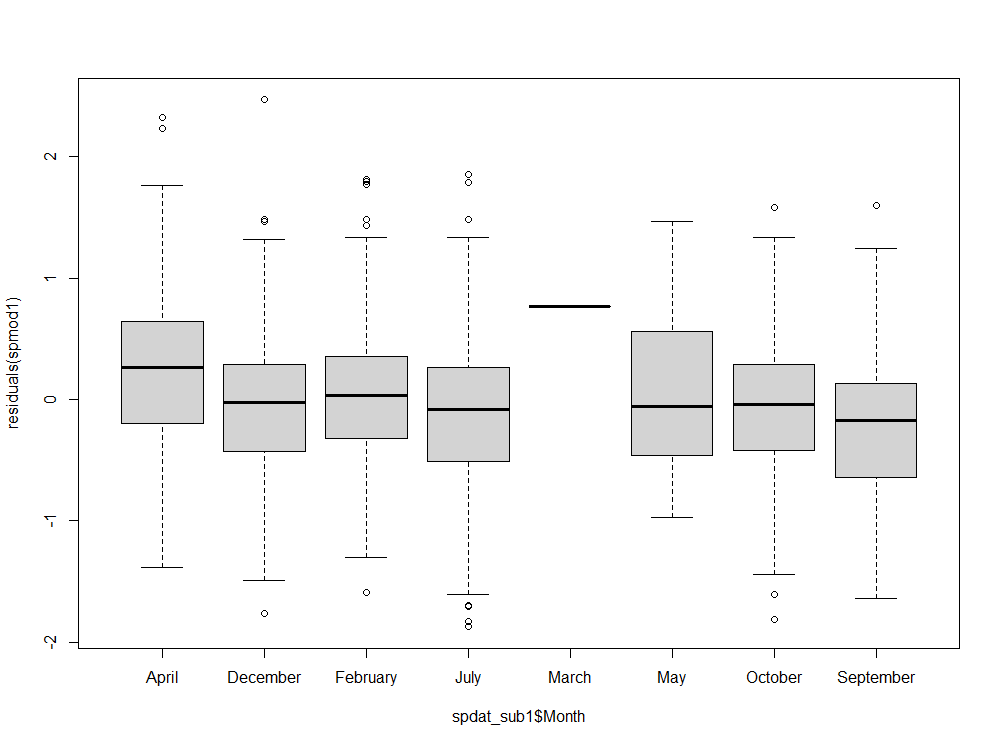 residuals(spmod1)
2
1
0
-1
-2
April December February July March May October September
spdat_sub1$Month